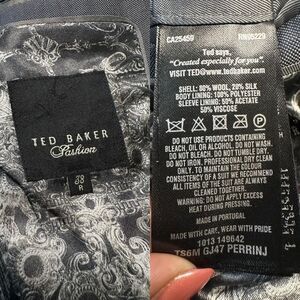 TED BAKER
Fashion
38
R
CA25459 RN95229
Ted says,
"Created especially for you".
VISIT TED@www.tedbaker.com
SHELL: 80% WOOL, 20% SILK
BODY LINING: 100% POLYESTER
SLEEVE LINING: 50% ACETATE
50% VISCOSE
DO NOT USE PRODUCTS CONTAINING
BLEACH, OIL OR ALCOHOL. DO NOT WASH.
DO NOT BLEACH. DO NOT TUMBLE DRY.
DO NOT IRON. PROFESSIONAL DRY CLEAN
ONLY. TO MAINTAIN THE COLOUR
CONSISTENCY OF A SUIT WE RECOMMEND
ALL ITEMS OF THE SUIT ARE ALWAYS
CLEANED TOGETHER.
WARNING: DO NOT EXPOSE TO ANY
HEAT DURING PRESSING
MADE IN PORTUGAL
MADE WITH CARE, WEAR WITH PRIDE
1013 149642
TS6M GJ47 PERRINJ